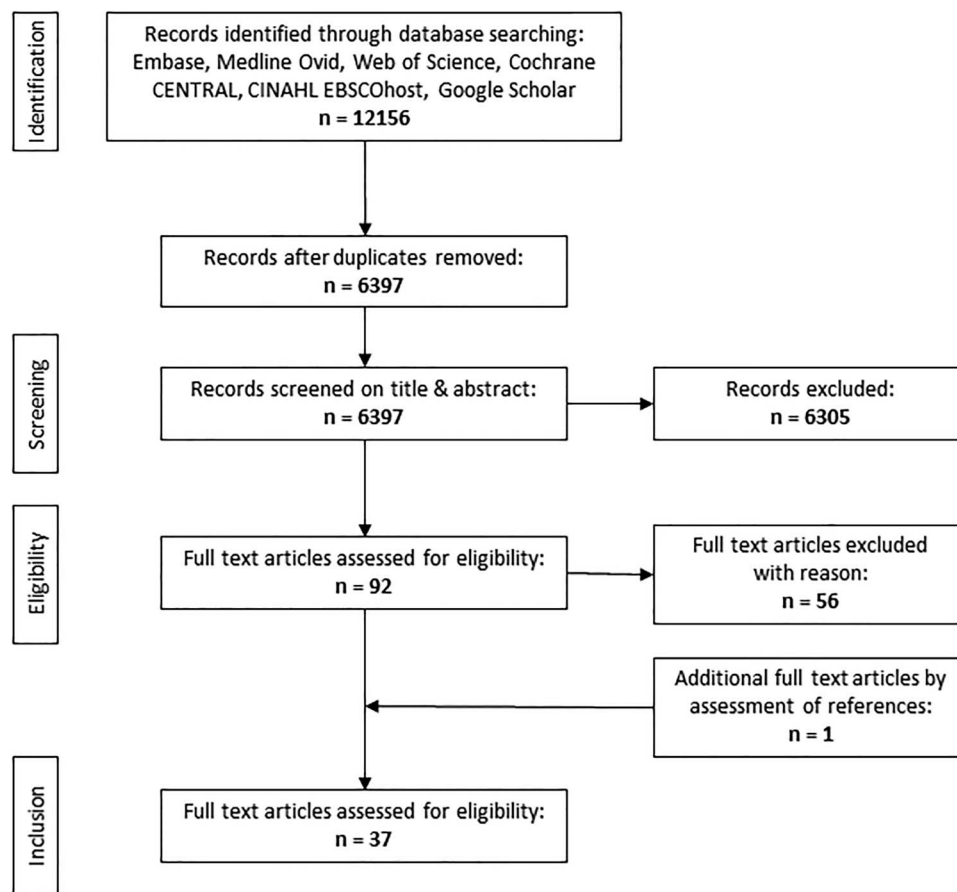 Identification
Records identified through database searching:
Embase, Medline Ovid, Web of Science, Cochrane
CENTRAL, CINAHL EBSCOhost, Google Scholar
n = 12156
Records after duplicates removed:
n = 6397
Screening
Records screened on title & abstract:
n = 6397
Records excluded:
n = 6305
Eligibility
Full text articles assessed for eligibility:
n = 92
Full text articles excluded
with reason:
n = 56
Additional full text articles by
assessment of references:
n = 1
Inclusion
Full text articles assessed for eligibility:
n = 37